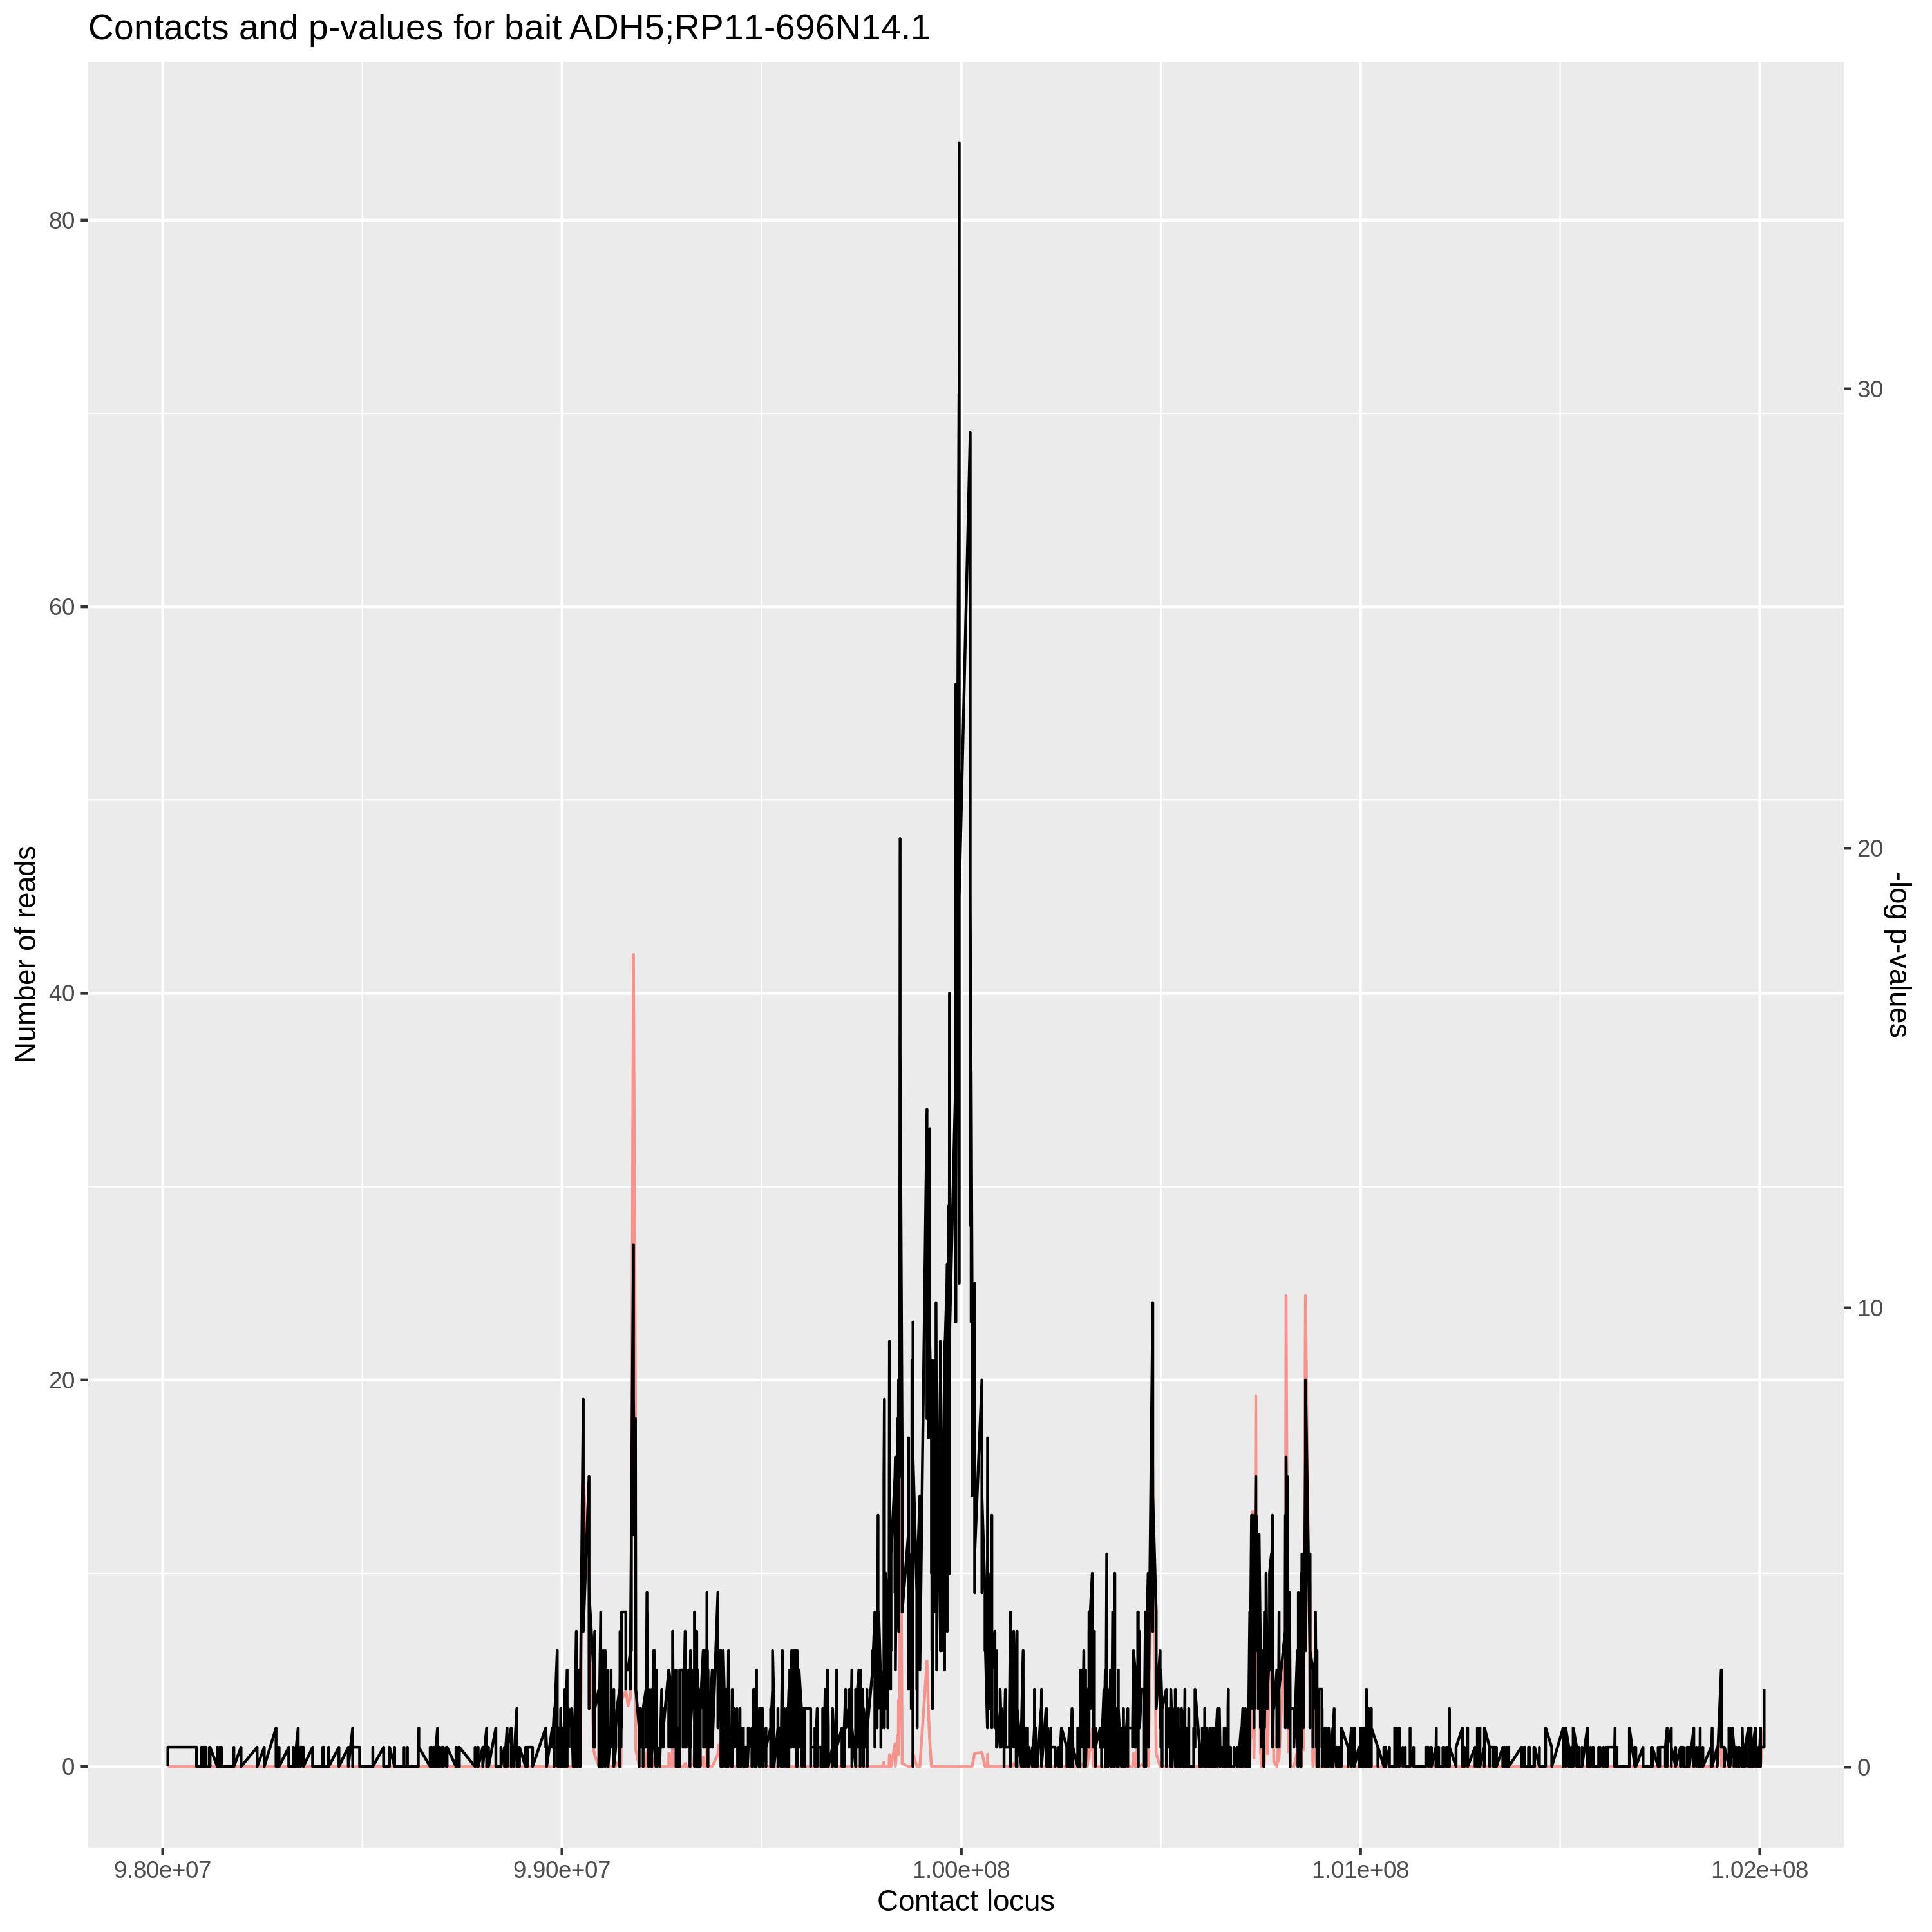 Contacts and p-values for bait ADH5;RP11-696N14.1
Number of reads
80
60
40
20
0
30
20
10
0
-log p-values
9.80e+07 9.90e+07 1.00e+08 1.01e+08 1.02e+08
Contact locus